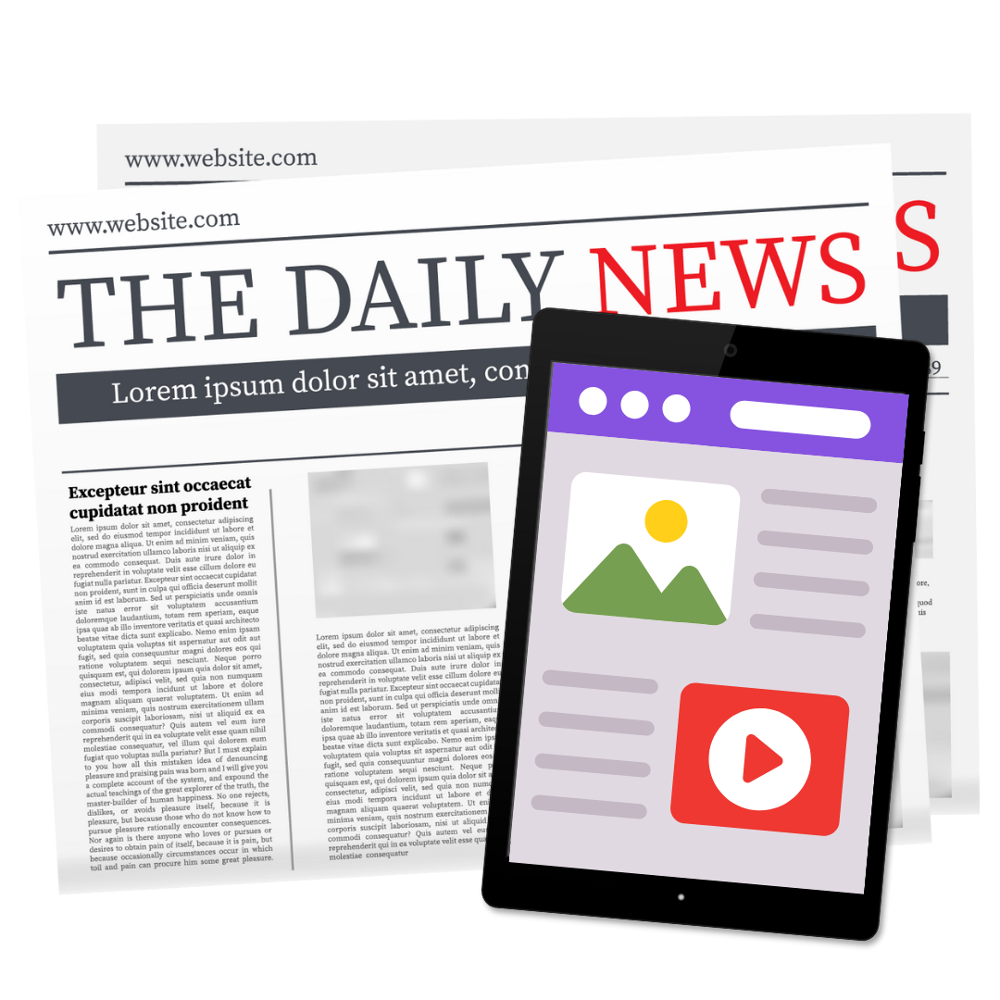 www.website.com
www.website.com
THE DAILY NEWS
S
Lorem ipsum dolor sit amet, con
39
Excepteur sint occaecat
cupidatat non proident
Lorem ipsum dolor sit amet, consectetur adipiscing
elit, sed do eiusmod tempor incididunt ut labore et
dolore magna aliqua. Ut enim ad minim veniam, quis
nostrud exercitation ullamco laboris nisi ut aliquip ex
ea commodo consequat. Duis aute irure dolor in
reprehenderit in voluptate velit esse cillum dolore eu
fugiat nulla pariatur. Excepteur sint occaecat cupidatat
non proident, sunt in culpa qui officia deserunt mollit
anim id est laborum. Sed ut perspiciatis unde omnis
iste natus error sit voluptatem accusantium
doloremque laudantium, totam rem aperiam, eaque
ipsa quae ab illo inventore veritatis et quasi architecto
beatae vitae dicta sunt explicabo. Nemo enim ipsam
voluptatem quia voluptas sit aspernatur aut odit aut
fugit, sed quia consequuntur magni dolores eos qui
ratione voluptatem sequi nesciunt. Neque porro
quisquam est, qui dolorem ipsum quia dolor sit amet,
consectetur, adipisci velit, sed quia non numquam
eius modi tempora incidunt ut labore et dolore
magnam aliquam quaerat voluptatem. Ut enim ad
minima veniam, quis nostrum exercitationem ullam
corporis suscipit laboriosam, nisi ut aliquid ex ea
commodi consequatur? Quis autem vel eum iure
reprehenderit qui in ea voluptate velit esse quam nihil
molestiae consequatur, vel illum qui dolorem eum
fugiat quo voluptas nulla pariatur? But I must explain
to you how all this mistaken idea of denouncing
pleasure and praising pain was born and I will give you
a complete account of the system, and expound the
actual teachings of the great explorer of the truth, the
master-builder of human happiness. No one rejects,
dislikes, or avoids pleasure itself, because it is
pleasure, but because those who do not know how to
pursue pleasure rationally encounter consequences.
Nor again is there anyone who loves or pursues or
desires to obtain pain of itself, because it is pain, but
because occasionally circumstances occur in which
toil and pain can procure him some great pleasure.
Lorem ipsum dolor sit amet, consectetur adipiscing
elit, sed do eiusmod tempor incididunt ut labore et
dolore magna aliqua. Ut enim ad minim veniam, quis
nostrud exercitation ullamco laboris nisi ut aliquip ex
ea commodo consequat. Duis aute irure dolor in
reprehenderit in voluptate velit esse cillum dolore eu
fugiat nulla pariatur. Excepteur sint occaecat cupidatat
non proident, sunt in culpa qui officia deserunt mollit
anim id est laborum. Sed ut perspiciatis unde omnis
iste natus error sit voluptatem accusantium
doloremque laudantium, totam rem aperiam, eaque
ipsa quae ab illo inventore veritatis et quasi
beatae vitae dicta sunt explicabo. Nemo enim ipsam
voluptatem quia voluptas sit aspernatur aut odit
fugit, sed quia consequuntur magni dolores eos
ratione voluptatem sequi nesciunt. Neque
quisquam est, qui dolorem ipsum quia dolor sit
consectetur, adipisci velit, sed quia non
eius modi tempora incidunt ut labore et
magnam aliquam quaerat voluptatem. Ut enim
minima veniam, quis nostrum exercitationem
corporis suscipit laboriosam, nisi ut aliquid
commodi consequatur? Quis autem vel eum
reprehenderit qui in ea voluptate velit esse
molestiae consequatur
ore,
quod